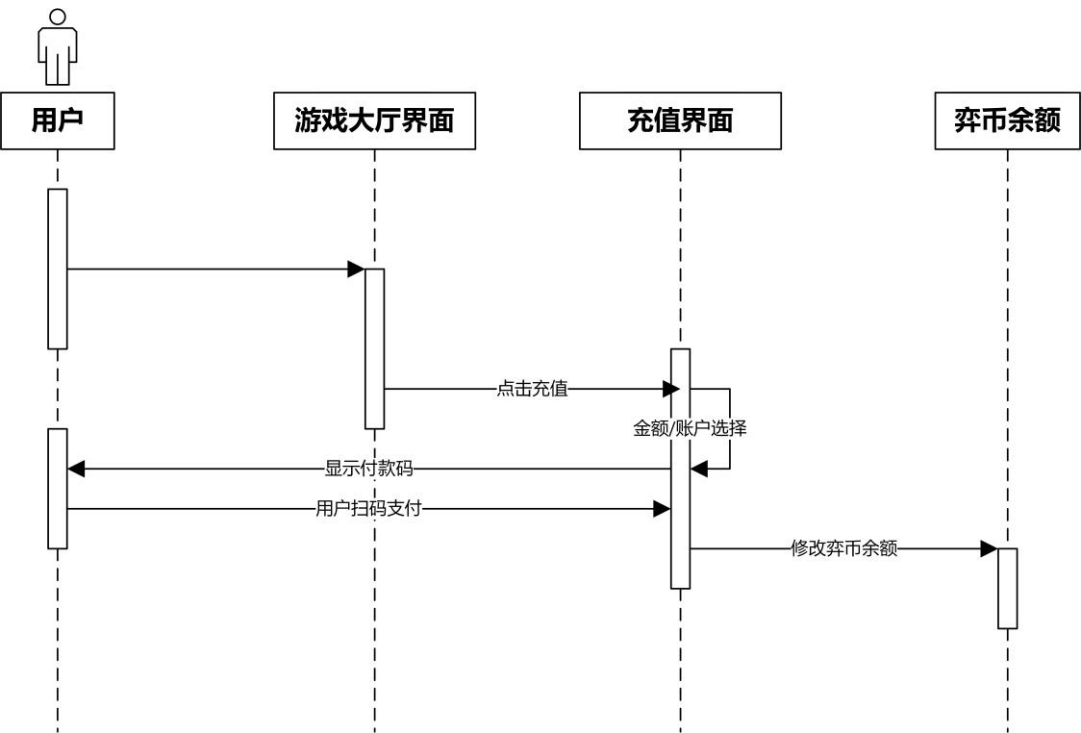 用户
游戏大厅界面
充值界面
弈币余额
点击充值
金额/账户选择
显示付款码
用户扫码支付
修改弈币余额